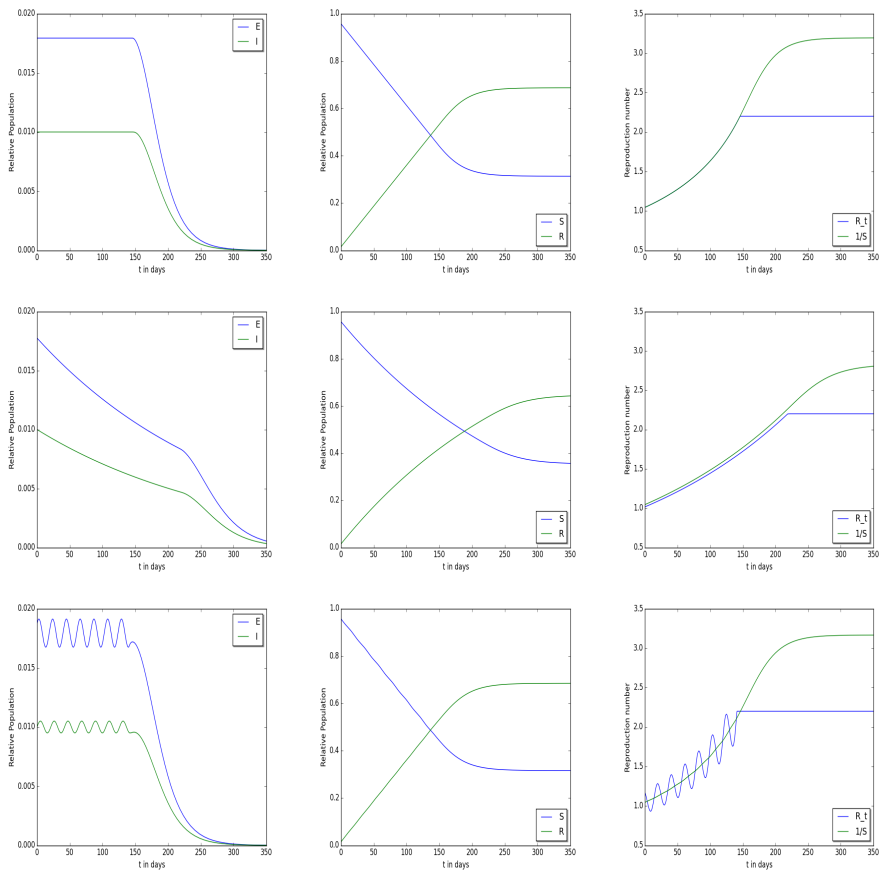 0.020
0.015
0.010
0.005
0.000
Relative Population
0 50 100 150 200 250 300 350
t in days
E
I
1.0
0.8
0.6
0.4
0.2
0.0
Relative Population
0 50 100 150 200 250 300 350
t in days
S
R
3.5
3.0
2.5
2.0
1.5
1.0
0.5
Reproduction number
0 50 100 150 200 250 300 350
t in days
R_t
1/S
0.020
0.015
0.010
0.005
0.000
Relative Population
0 50 100 150 200 250 300 350
t in days
E
I
1.0
0.8
0.6
0.4
0.2
0.0
Relative Population
0 50 100 150 200 250 300 350
t in days
S
R
3.5
3.0
2.5
2.0
1.5
1.0
0.5
Reproduction number
0 50 100 150 200 250 300 350
t in days
R_t
1/S
0.020
0.015
0.010
0.005
0.000
Relative Population
0 50 100 150 200 250 300 350
t in days
E
I
1.0
0.8
0.6
0.4
0.2
0.0
Relative Population
0 50 100 150 200 250 300 350
t in days
S
R
3.5
3.0
2.5
2.0
1.5
1.0
0.5
Reproduction number
0 50 100 150 200 250 300 350
t in days
R_t
1/S